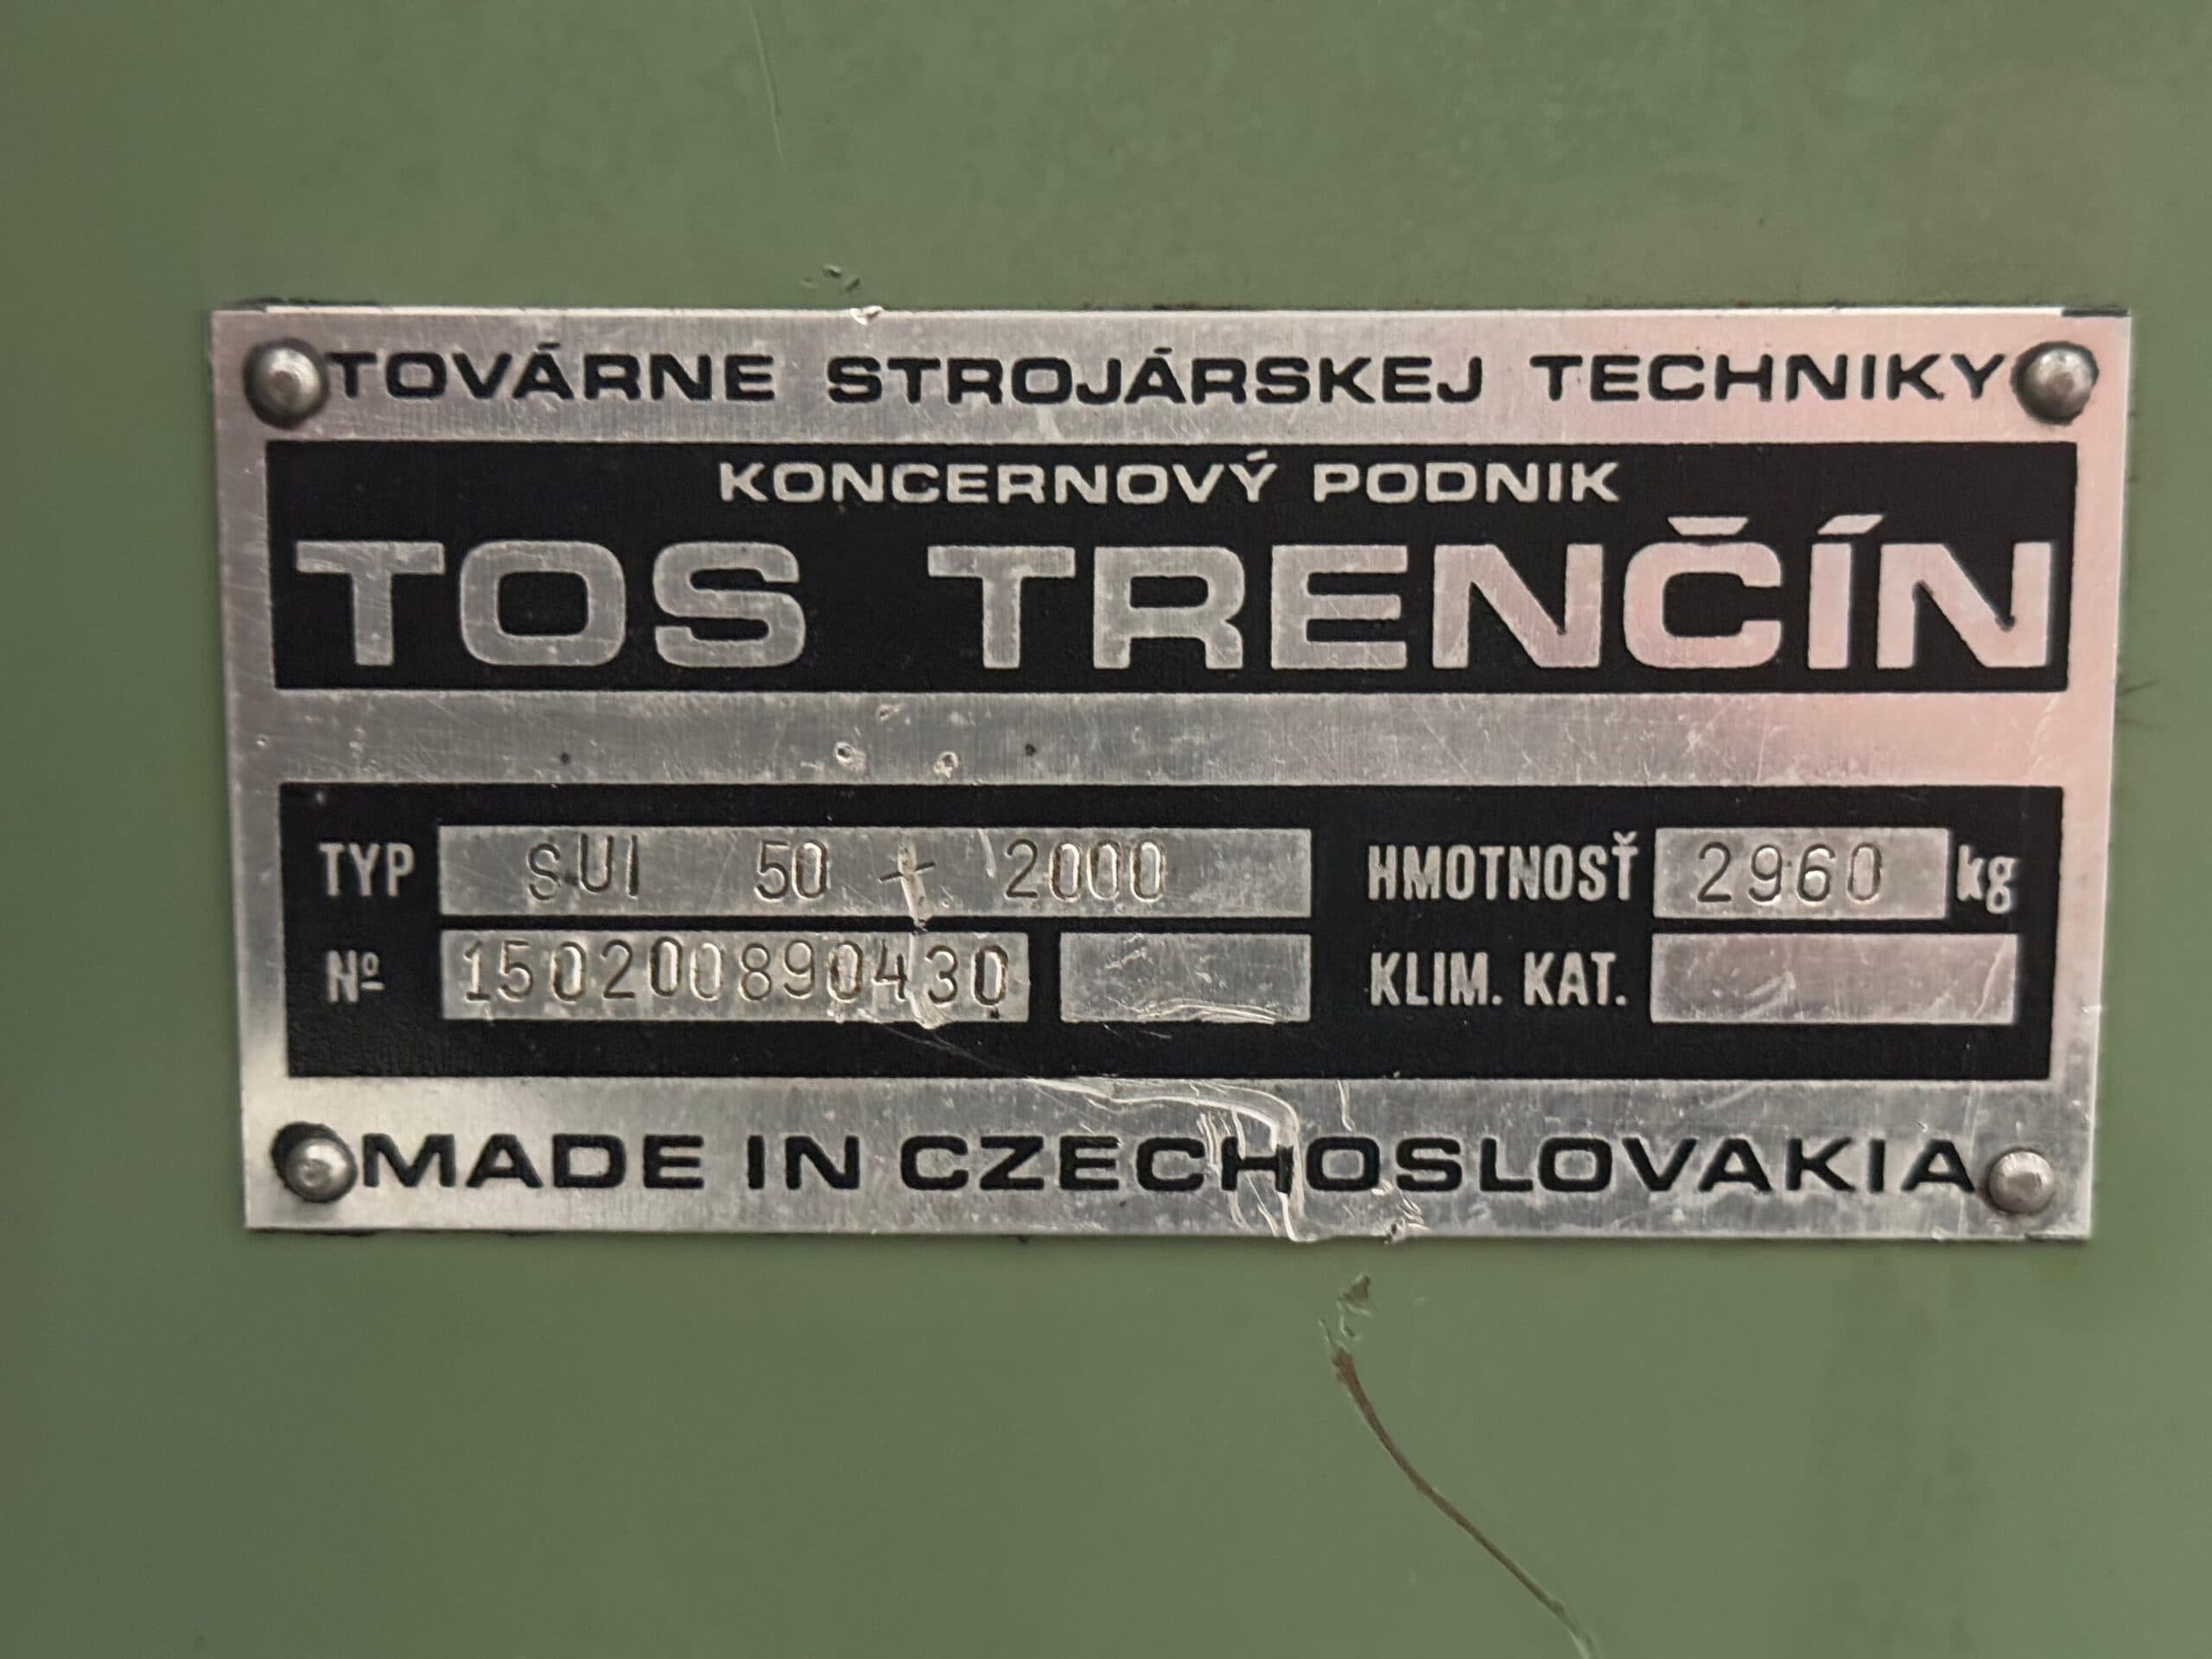 TOVÁRNE STROJÁRSKEJ TECHNIKY
KONCERNOVÝ PODNIK
TOS TRENČÍN
TYP SUI 50 + 2000 HMOTNOSŤ 2960 kg
Nº 150200890430 KLIM. KAT.
MADE IN CZECHOSLOVAKIA